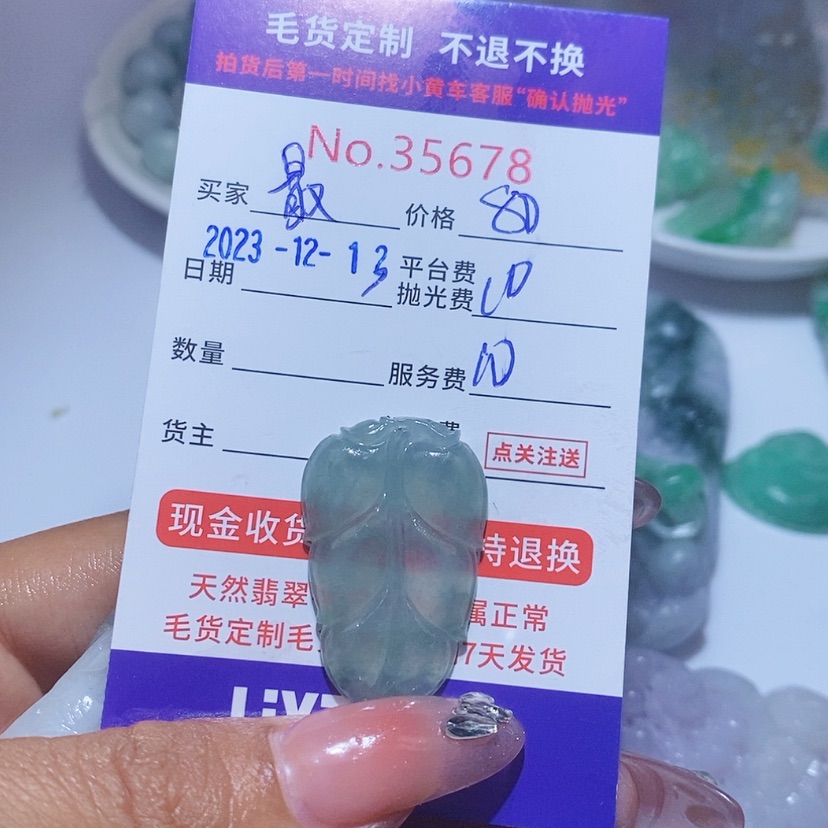 毛货定制 不退不换
拍货后第一时间找小黄车客服“确认抛光”
No.35678
买家 价格 80
2023-12-13
日期 平台费 抛光费 10
数量 服务费 10
货主 费 点关注送
现金收货 持退换
天然翡翠 属正常
毛货定制毛 7天发货